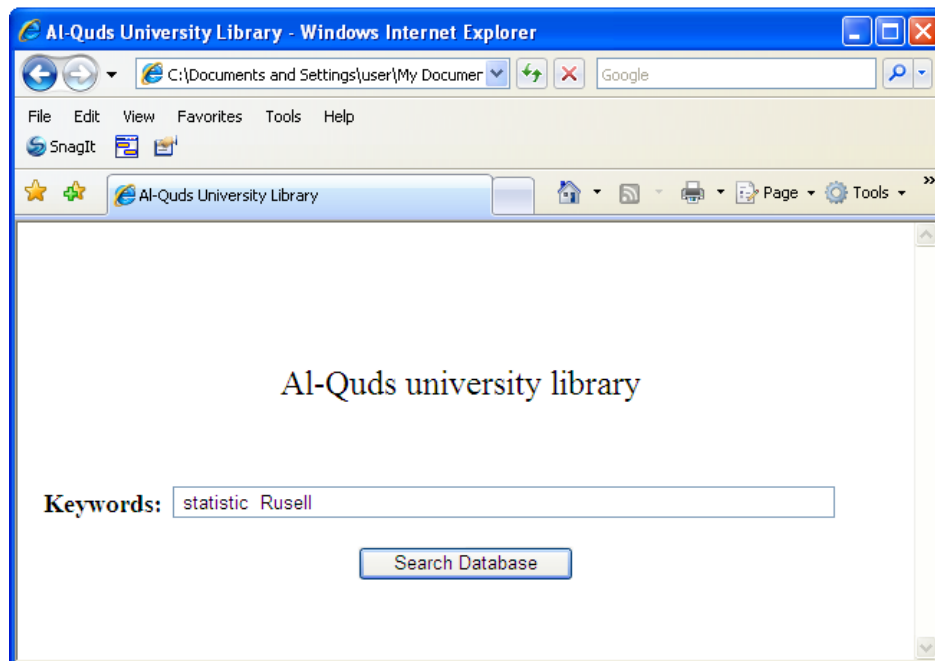 Al-Quds University Library - Windows Internet Explorer
C:\Documents and Settings\user\My Documer
Google
File Edit View Favorites Tools Help
SnagIt
Al-Quds University Library
Page Tools »
Al-Quds university library
Keywords: statistic Rusell
Search Database